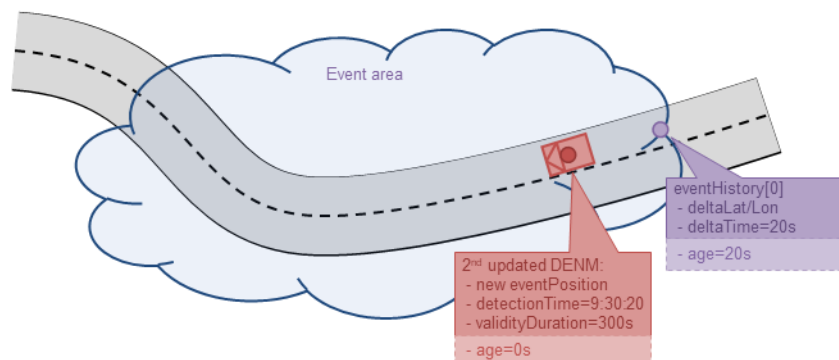 Event area
eventHistory[0]
- deltaLat/Lon
- deltaTime=20s
- age=20s
2nd updated DENM:
- new eventPosition
- detectionTime=9:30:20
- validityDuration=300s
- age=0s